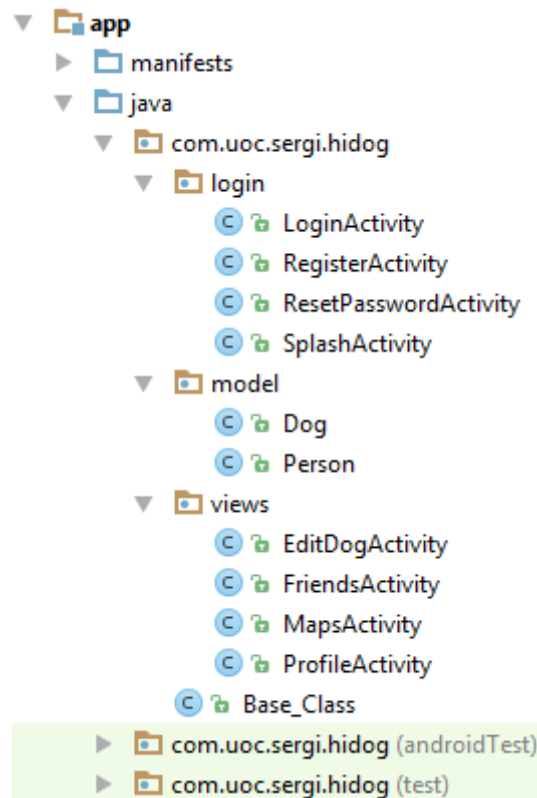 app
manifests
java
com.uoc.sergi.hidog
login
C LoginActivity
C RegisterActivity
C ResetPasswordActivity
C SplashActivity
model
C Dog
C Person
views
C EditDogActivity
C FriendsActivity
C MapsActivity
C ProfileActivity
C Base_Class
com.uoc.sergi.hidog (androidTest)
com.uoc.sergi.hidog (test)